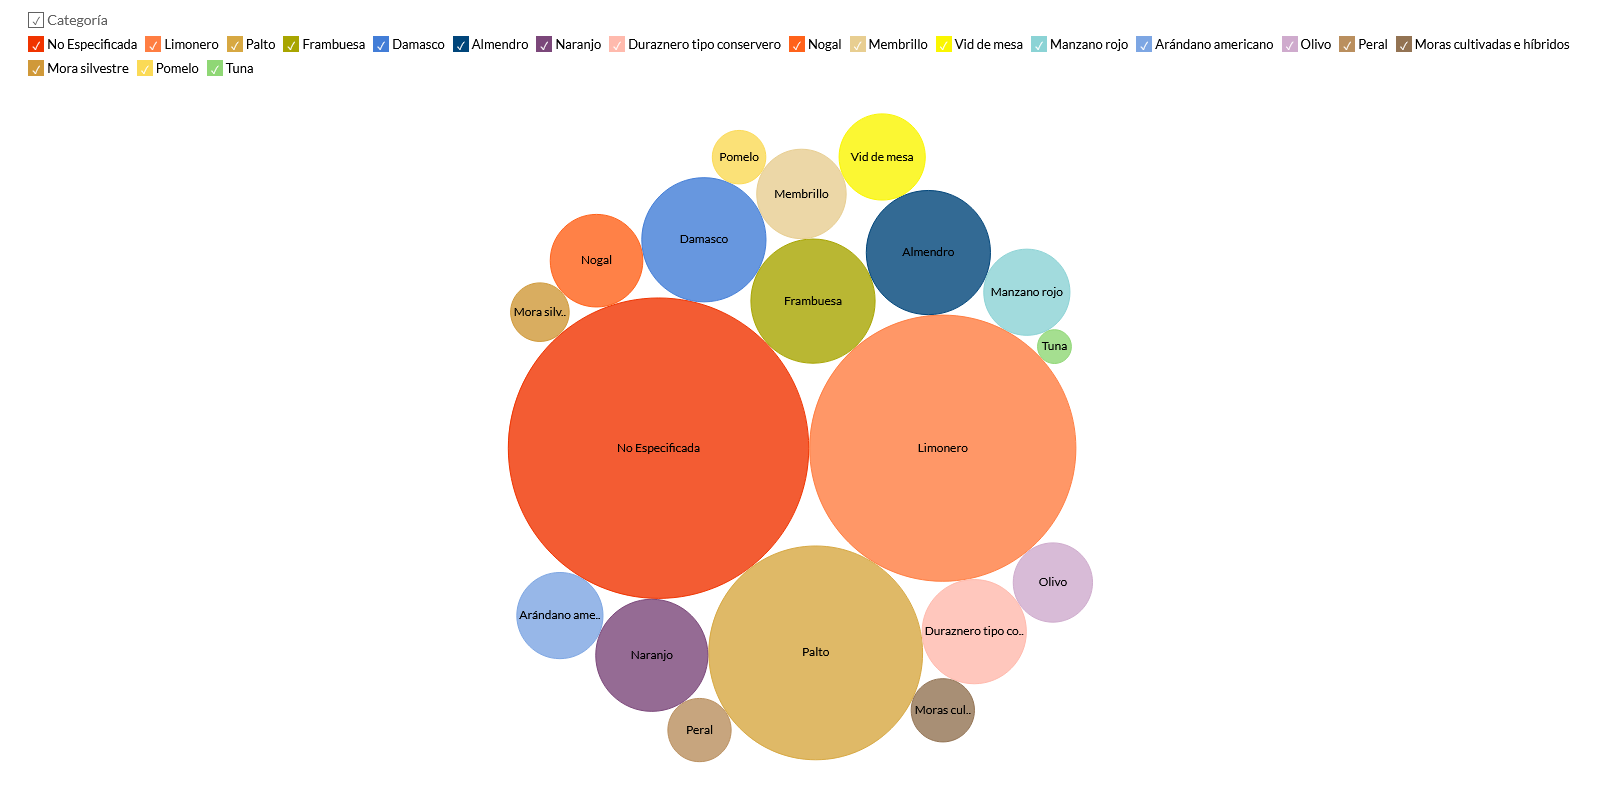 Categoría
No Especificada Limonero Palto Frambuesa Damasco Almendro Naranjo Duraznero tipo conservero Nogal Membrillo Vid de mesa Manzano rojo Arándano americano Olivo Peral Moras cultivadas e híbridos
Mora silvestre Pomelo Tuna
Pomelo
Vid de mesa
Membrillo
Damasco
Almendro
Nogal
Manzano rojo
Frambuesa
Mora silv..
Tuna
No Especificada
Limonero
Olivo
Arándano ame..
Duraznero tipo co..
Naranjo
Palto
Moras cul..
Peral